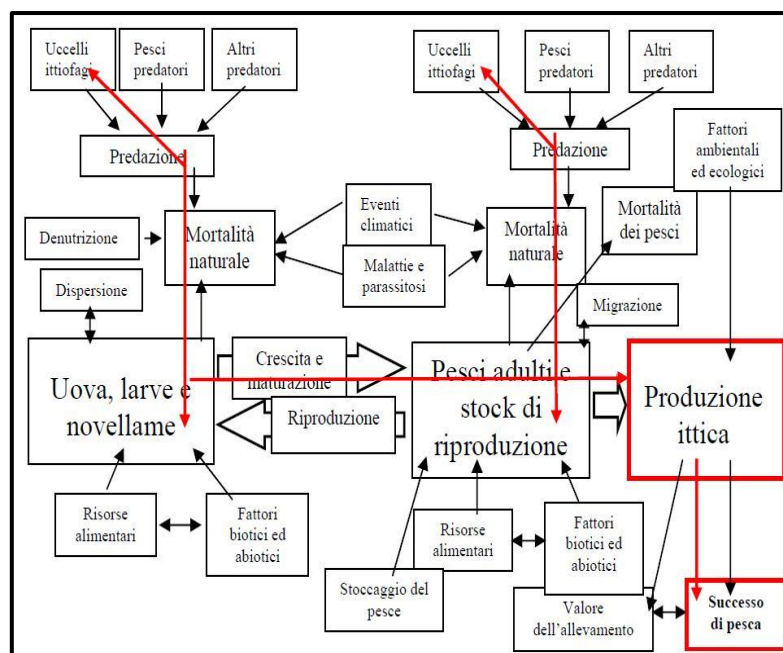 Uccelli
ittiofagi
Pesci
predatori
Altri
predatori
Uccelli
ittiofagi
Pesci
predatori
Altri
predatori
Predazione
Predazione
Fattori
ambientali
ed ecologici
Denutrizione
Mortalità
naturale
Eventi
climatici
Malattie e
parassitosi
Mortalità
naturale
Mortalità
dei pesci
Dispersione
Migrazione
Uova, larve e
novellame
Crescita e
maturazione
Riproduzione
Pesci adulti e
stock di
riproduzione
Produzione
ittica
Risorse
alimentari
Fattori
biotici ed
abiotici
Risorse
alimentari
Fattori
biotici ed
abiotici
Stoccaggio del
pesce
Valore
dell'allevamento
Successo
di pesca